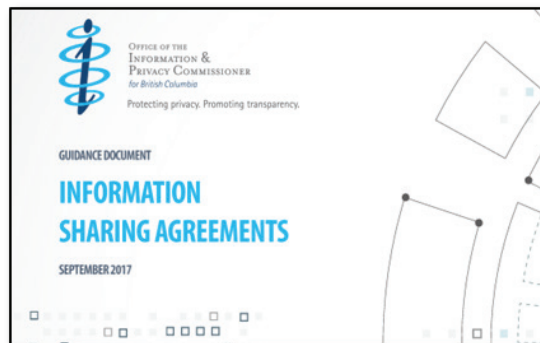 OFFICE OF THE
INFORMATION &
PRIVACY COMMISSIONER
for British Columbia
Protecting privacy. Promoting transparency.
GUIDANCE DOCUMENT
INFORMATION
SHARING AGREEMENTS
SEPTEMBER 2017